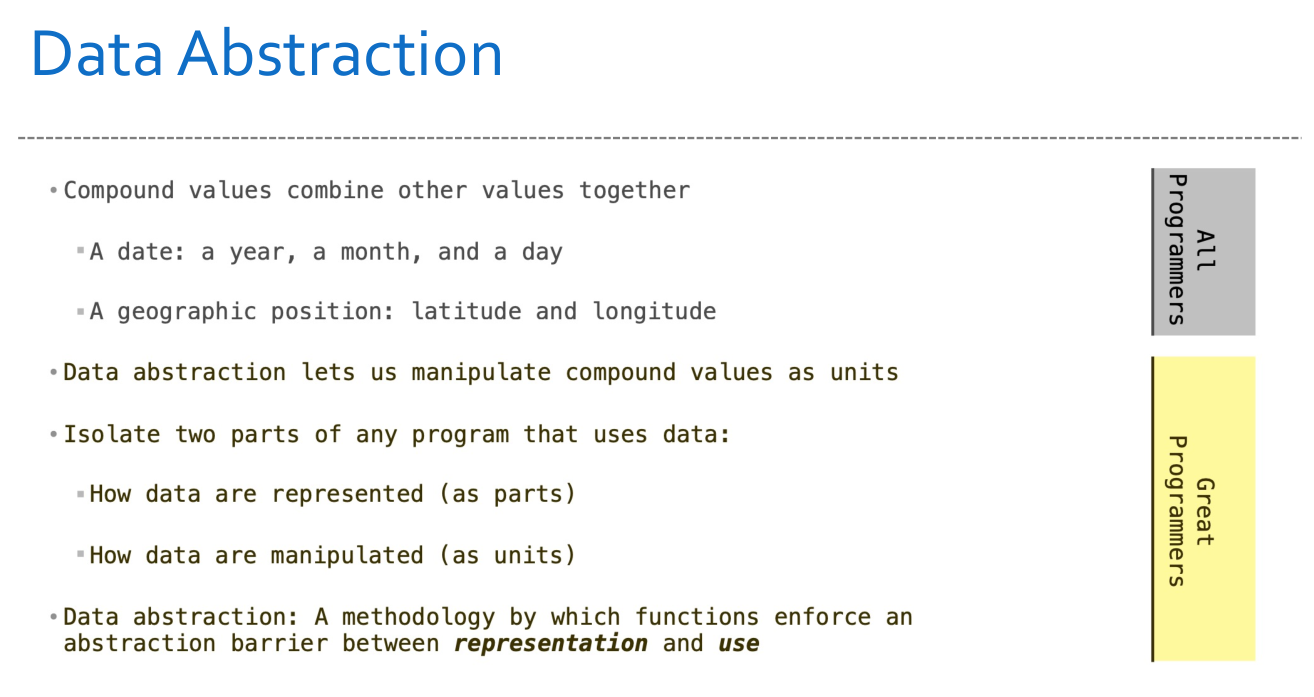 Data Abstraction
• Compound values combine other values together
▪ A date: a year, a month, and a day
▪ A geographic position: latitude and longitude
• Data abstraction lets us manipulate compound values as units
• Isolate two parts of any program that uses data:
▪ How data are represented (as parts)
▪ How data are manipulated (as units)
• Data abstraction: A methodology by which functions enforce an
abstraction barrier between representation and use
All
Programmers
Great
Programmers